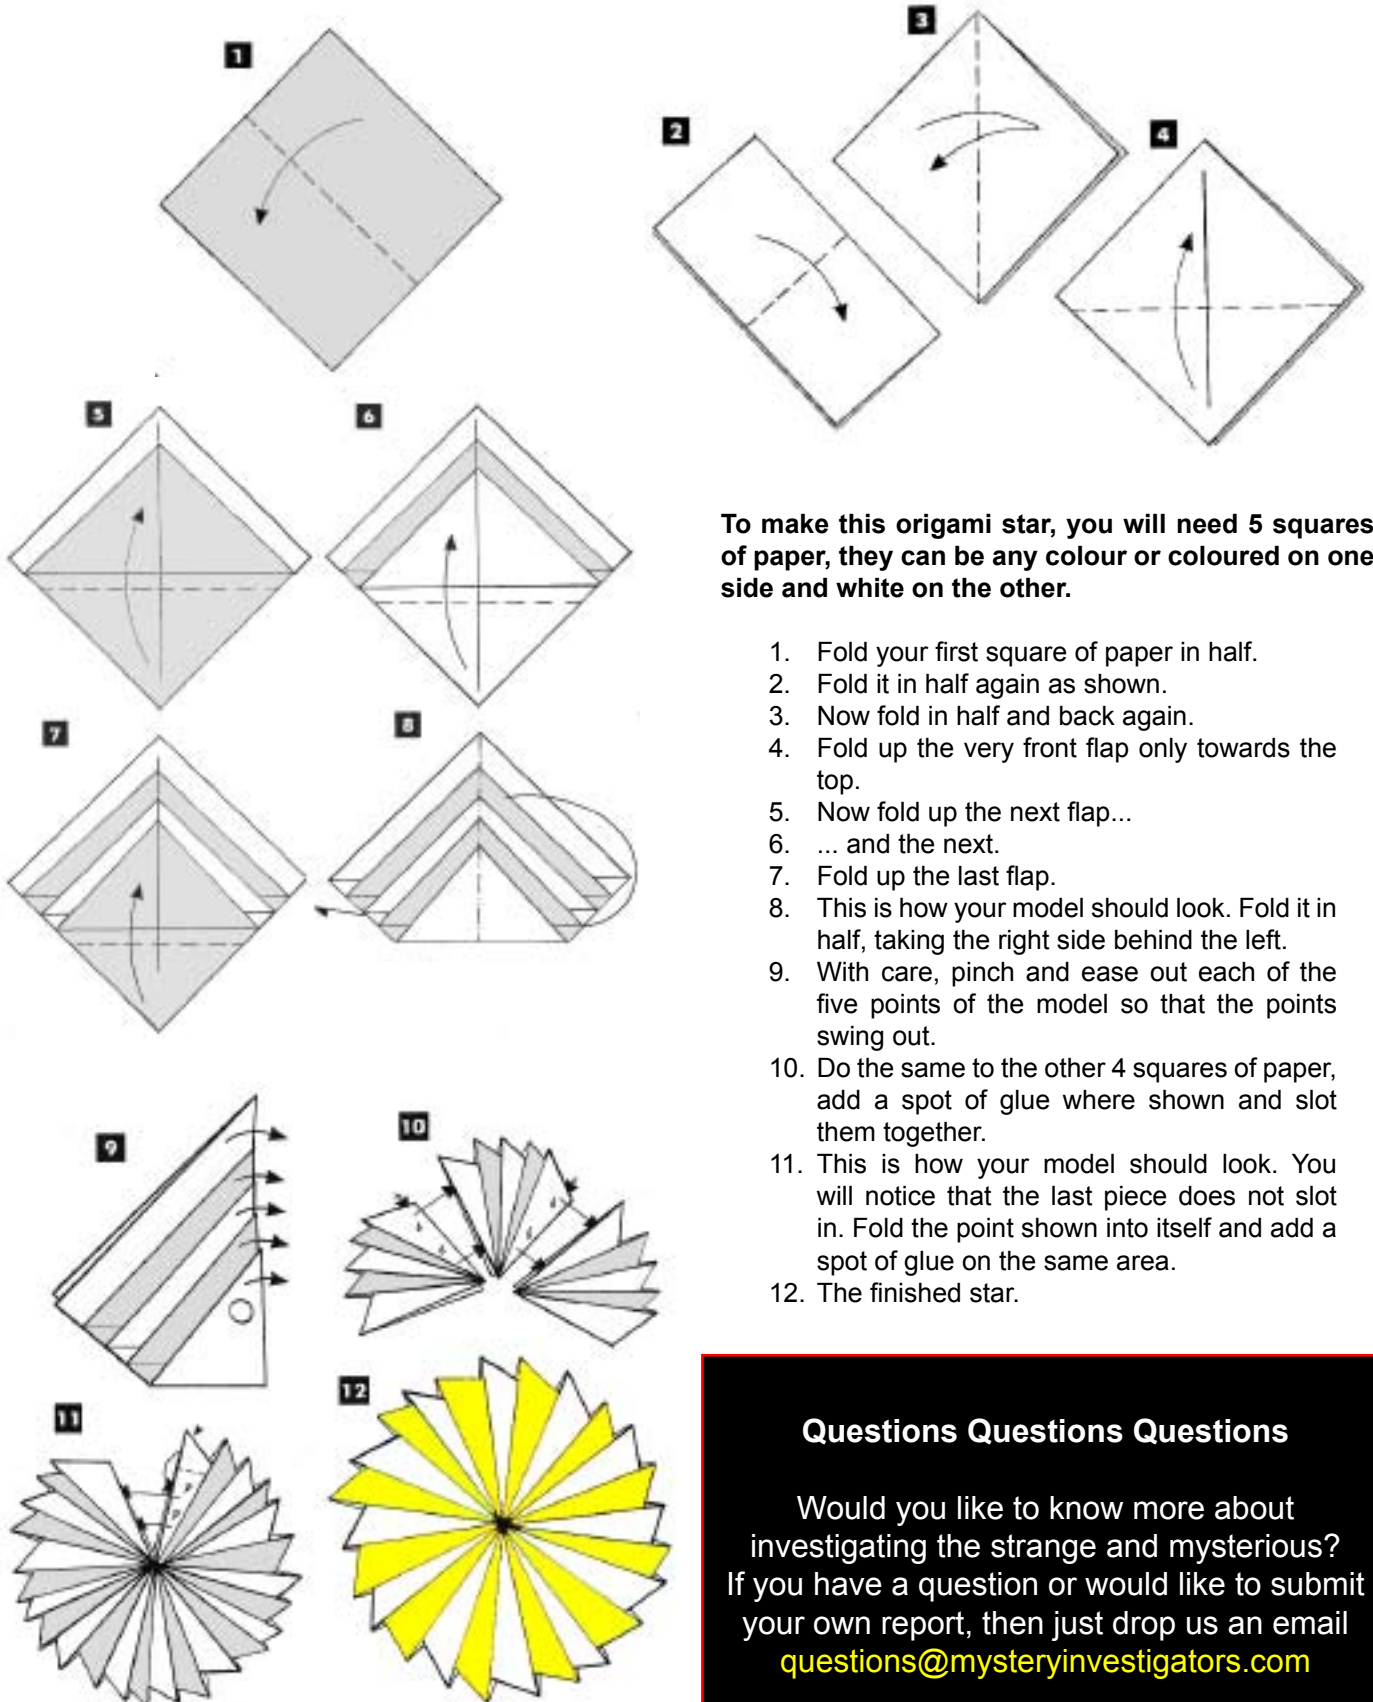 1
2
3
4
5
6
7
8
9
10
11
12
To make this origami star, you will need 5 squares
of paper, they can be any colour or coloured on one
side and white on the other.
1. Fold your first square of paper in half.
2. Fold it in half again as shown.
3. Now fold in half and back again.
4. Fold up the very front flap only towards the
top.
5. Now fold up the next flap...
6. ... and the next.
7. Fold up the last flap.
8. This is how your model should look. Fold it in
half, taking the right side behind the left.
9. With care, pinch and ease out each of the
five points of the model so that the points
swing out.
10. Do the same to the other 4 squares of paper,
add a spot of glue where shown and slot
them together.
11. This is how your model should look. You
will notice that the last piece does not slot
in. Fold the point shown into itself and add a
spot of glue on the same area.
12. The finished star.
Questions Questions Questions
Would you like to know more about
investigating the strange and mysterious?
If you have a question or would like to submit
your own report, then just drop us an email
questions@mysteryinvestigators.com